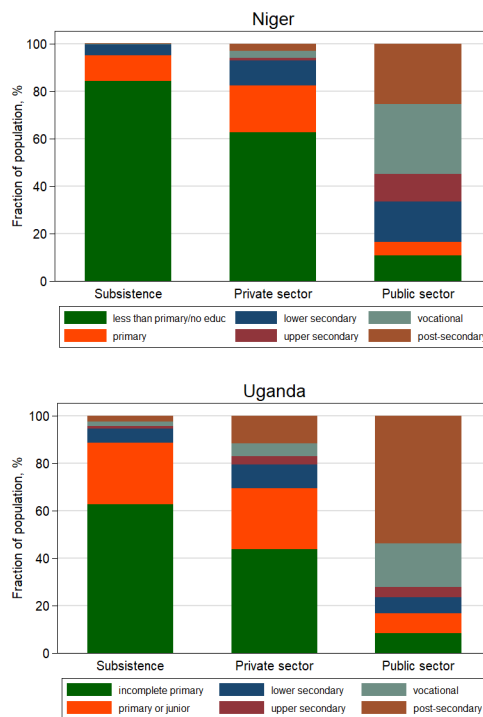 Niger
Fraction of population, %
100
80
60
40
20
0
Subsistence Private sector Public sector
less than primary/no educ lower secondary vocational
primary upper secondary post-secondary
Uganda
Fraction of population, %
100
80
60
40
20
0
Subsistence Private sector Public sector
incomplete primary lower secondary vocational
primary or junior upper secondary post-secondary